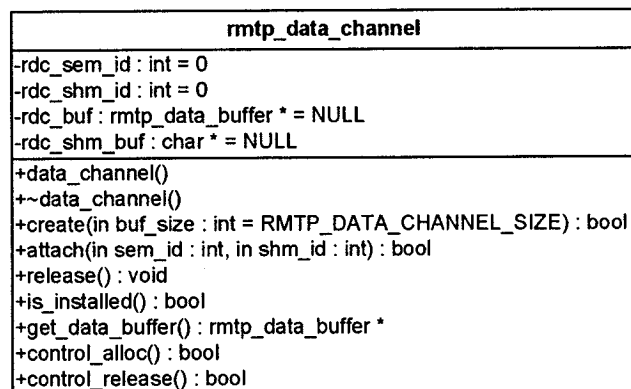 rmtp_data_channel
-rdc_sem_id : int = 0
-rdc_shm_id : int = 0
-rdc_buf : rmtp_data_buffer * = NULL
-rdc_shm_buf : char * = NULL
+data_channel()
+~data_channel()
+create(in buf_size : int = RMTP_DATA_CHANNEL_SIZE) : bool
+attach(in sem_id : int, in shm_id : int) : bool
+release() : void
+is_installed() : bool
+get_data_buffer() : rmtp_data_buffer *
+control_alloc() : bool
+control_release() : bool